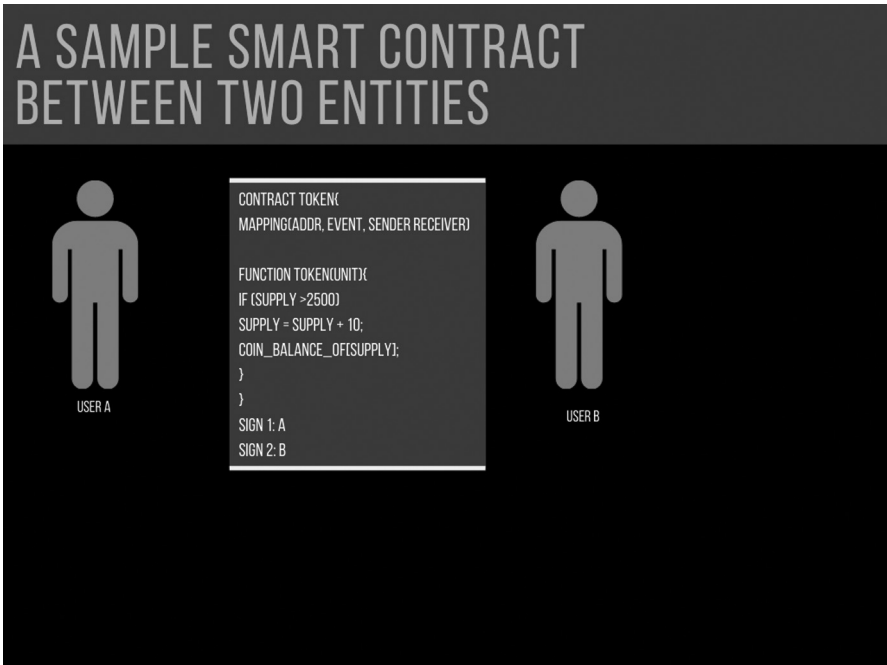 A SAMPLE SMART CONTRACT
BETWEEN TWO ENTITIES
CONTRACT TOKEN{
MAPPING(ADDR, EVENT, SENDER RECEIVER)
FUNCTION TOKEN(UNIT){
IF (SUPPLY >2500)
SUPPLY = SUPPLY + 10;
COIN_BALANCE_OF[SUPPLY];
}
}
SIGN 1: A
SIGN 2: B
USER A
USER B